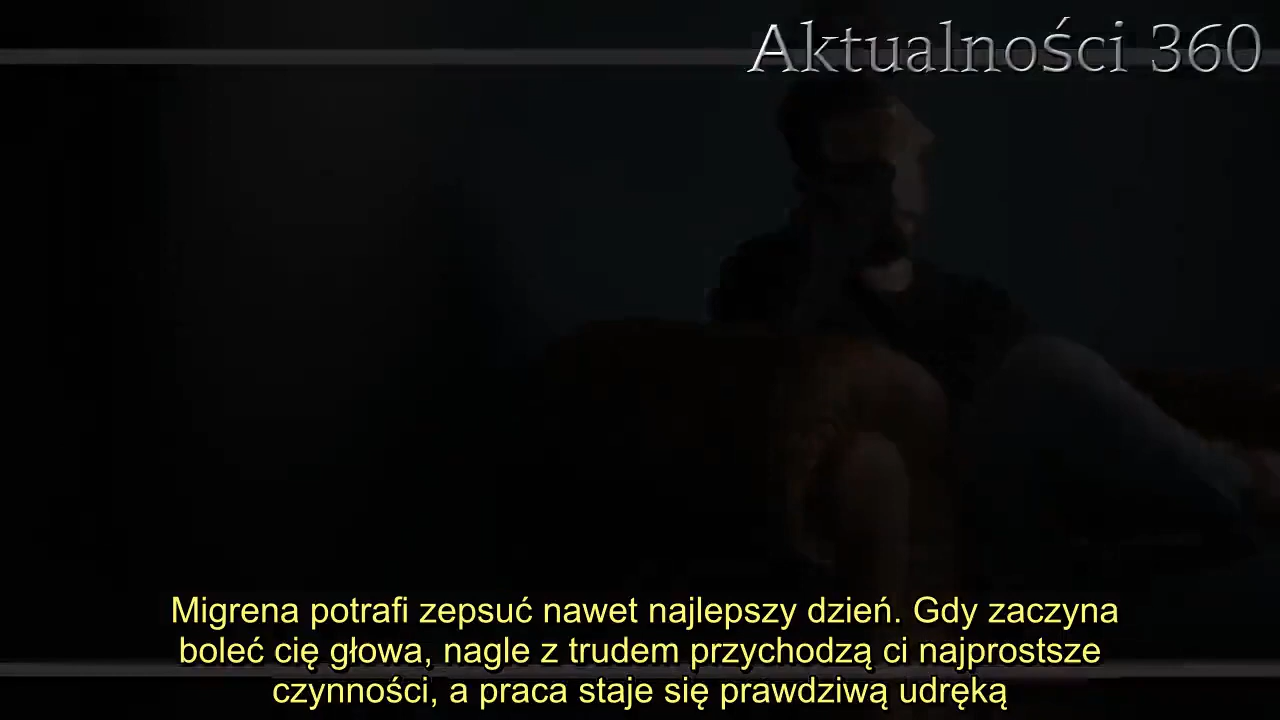 Aktualności 360
Migrena potrafi zepsuć nawet najlepszy dzień. Gdy zaczyna
boleć cię głowa, nagle z trudem przychodzą ci najprostsze
czynności, a praca staje się prawdziwą udręką